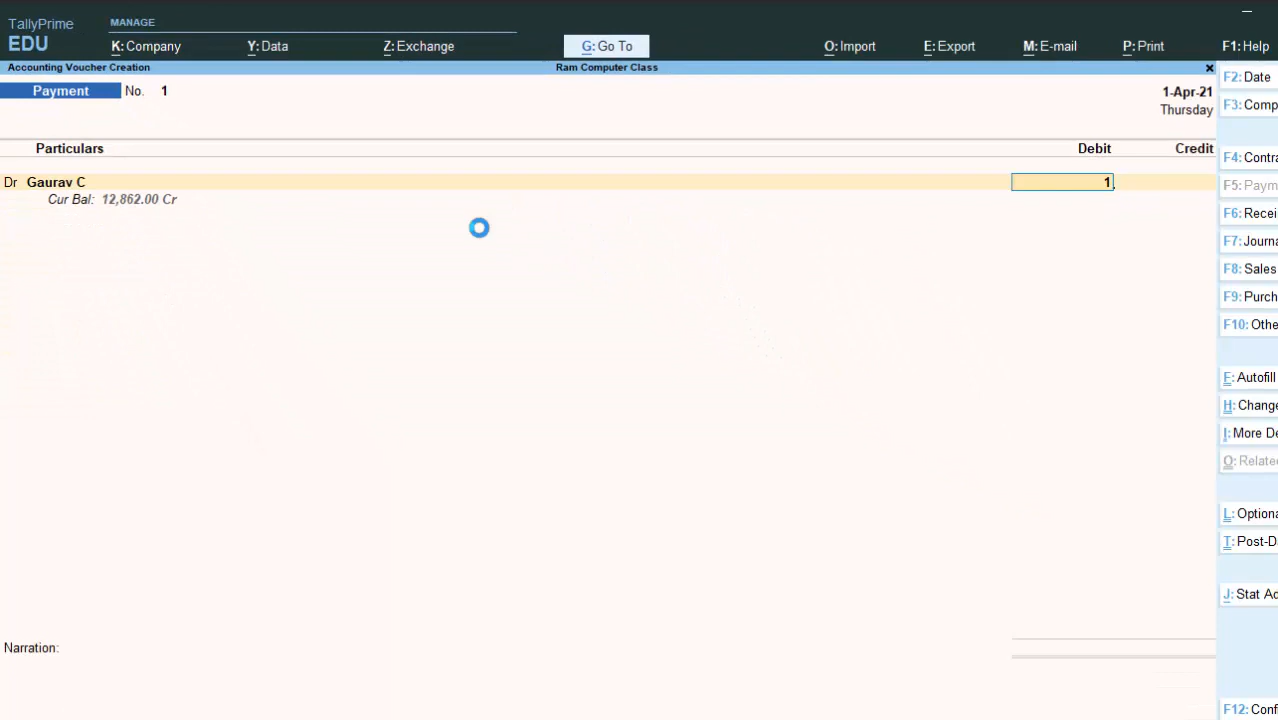 TallyPrime
EDU
MANAGE
K: Company
Y: Data
Z: Exchange
G: Go To
O: Import
E: Export
M: E-mail
P: Print
F1: Help
Accounting Voucher Creation
Ram Computer Class
Payment No. 1
1-Apr-21
Thursday
Particulars
Debit
Credit
Dr Gaurav C 1
Cur Bal: 12,862.00 Cr
Narration:
F2: Date
F3: Comp
F4: Contra
F5: Paym
F6: Recei
F7: Journa
F8: Sales
F9: Purch
F10: Othe
F: Autofill
H: Change
I: More De
O: Related
L: Optiona
T: Post-D
J: Stat Ad
F12: Conf